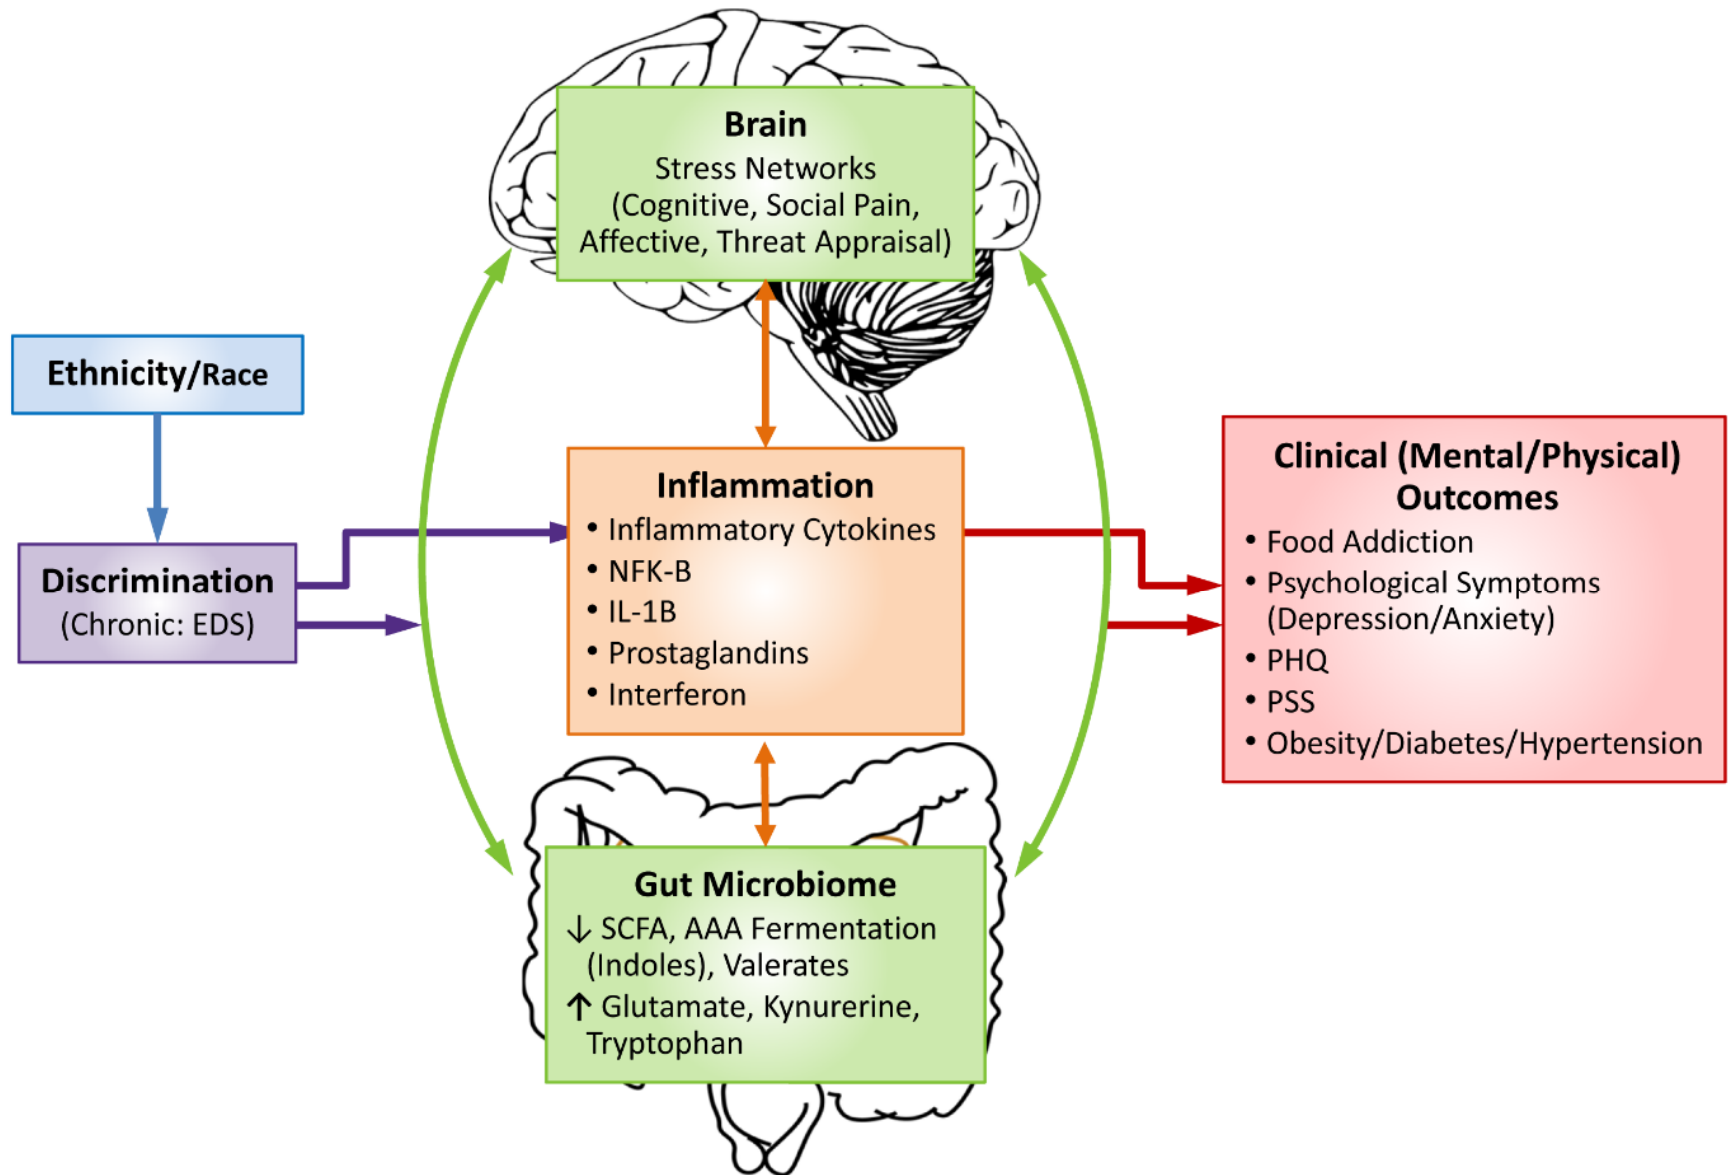 Brain
Stress Networks
(Cognitive, Social Pain,
Affective, Threat Appraisal)
Ethnicity/Race
Discrimination
(Chronic: EDS)
Inflammation
• Inflammatory Cytokines
• NFK-B
• IL-1B
• Prostaglandins
• Interferon
Clinical (Mental/Physical)
Outcomes
• Food Addiction
• Psychological Symptoms
(Depression/Anxiety)
• PHQ
• PSS
• Obesity/Diabetes/Hypertension
Gut Microbiome
↓ SCFA, AAA Fermentation
(Indoles), Valerates
↑ Glutamate, Kynurerine,
Tryptophan